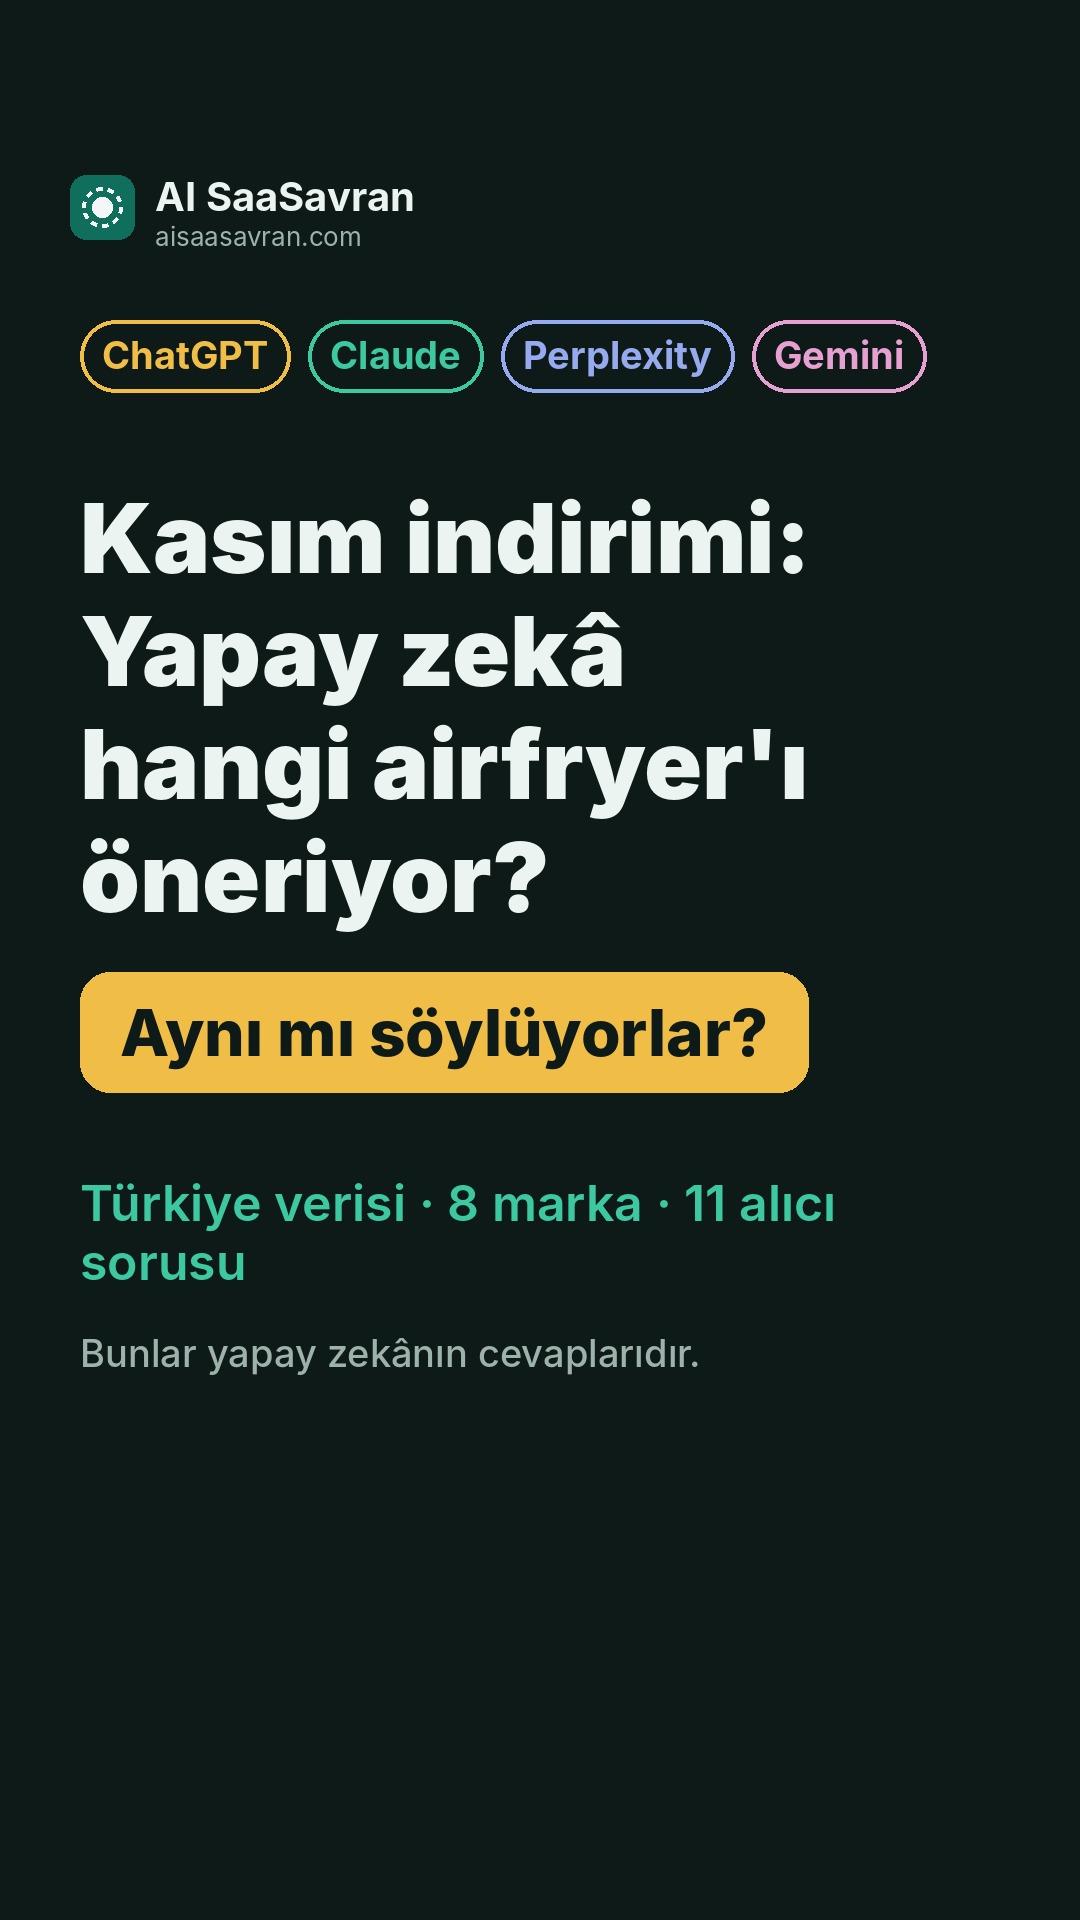 AI SaaSavran
aisaasavran.com
ChatGPT Claude Perplexity Gemini
Kasım indirimi:
Yapay zekâ
hangi airfryer'ı
öneriyor?
Aynı mı söylüyorlar?
Türkiye verisi · 8 marka · 11 alıcı
sorusu
Bunlar yapay zekânın cevaplarıdır.